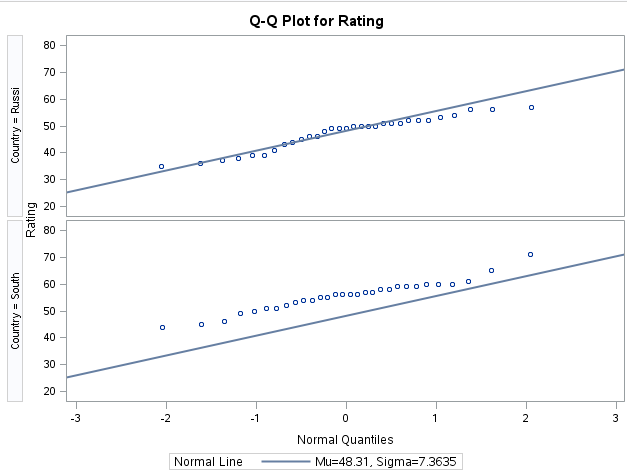 Q-Q Plot for Rating
Country = Russi
80
70
60
50
40
30
20
Rating
Country = South
80
70
60
50
40
30
20
-3 -2 -1 0 1 2 3
Normal Quantiles
Normal Line Mu=48.31, Sigma=7.3635